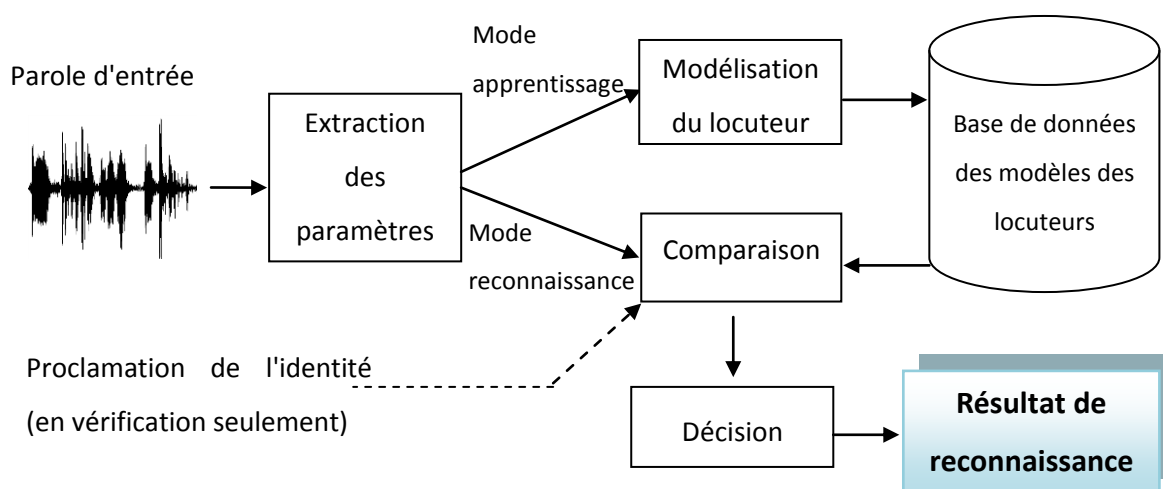 Parole d'entrée
Extraction
des
paramètres
Mode
apprentissage
Modélisation
du locuteur
Base de données
des modèles des
locuteurs
Mode
reconnaissance
Comparaison
Proclamation de l'identité
(en vérification seulement)
Décision
Résultat de
reconnaissance